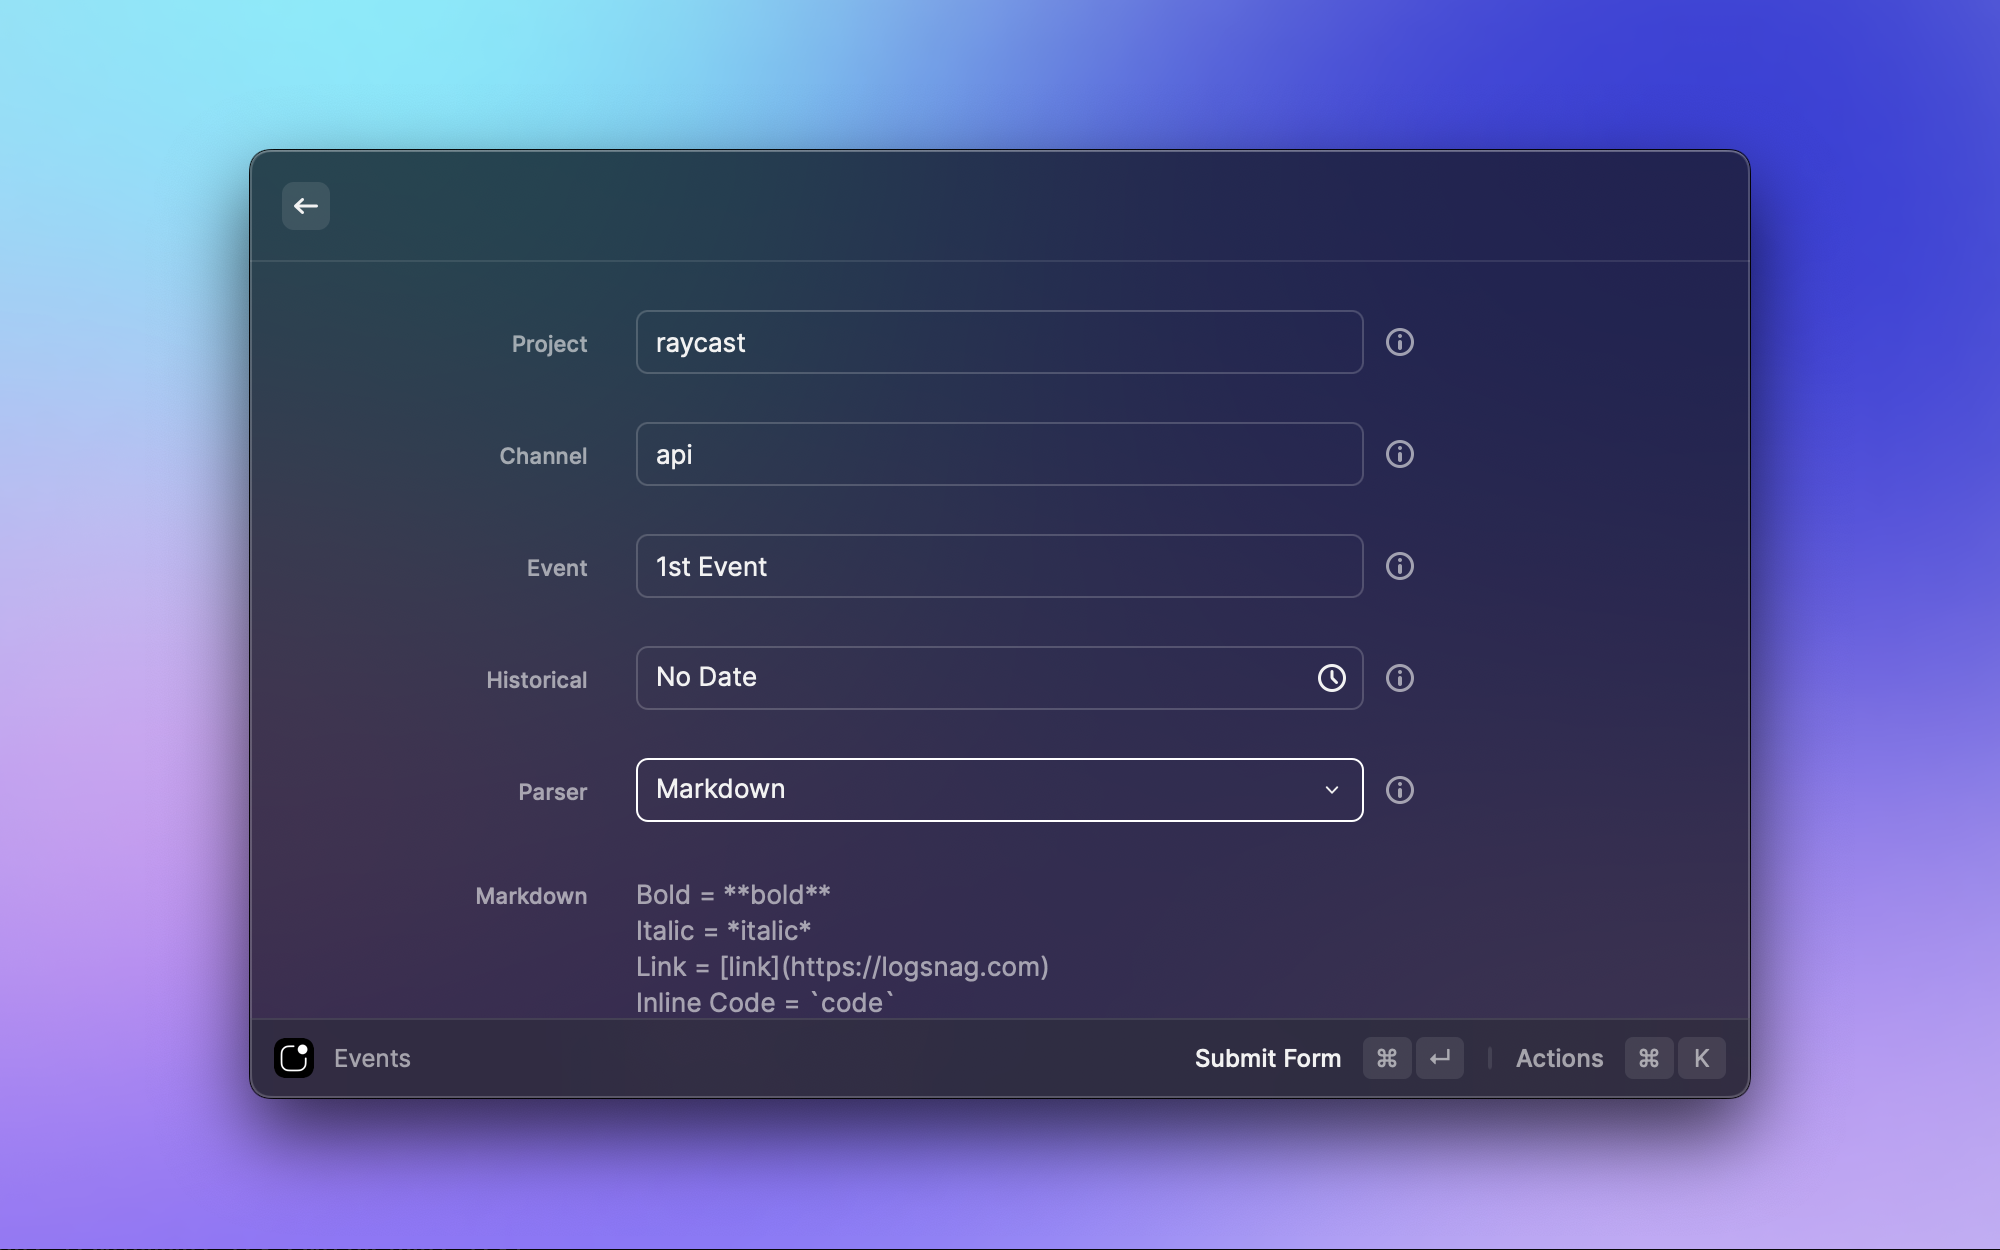 Project raycast
Channel api
Event 1st Event
Historical No Date
Parser Markdown
Markdown Bold = **bold**
Italic = *italic*
Link = [link](https://logsnag.com)
Inline Code = `code`
Events Submit Form ⌘ ↵ Actions ⌘ K